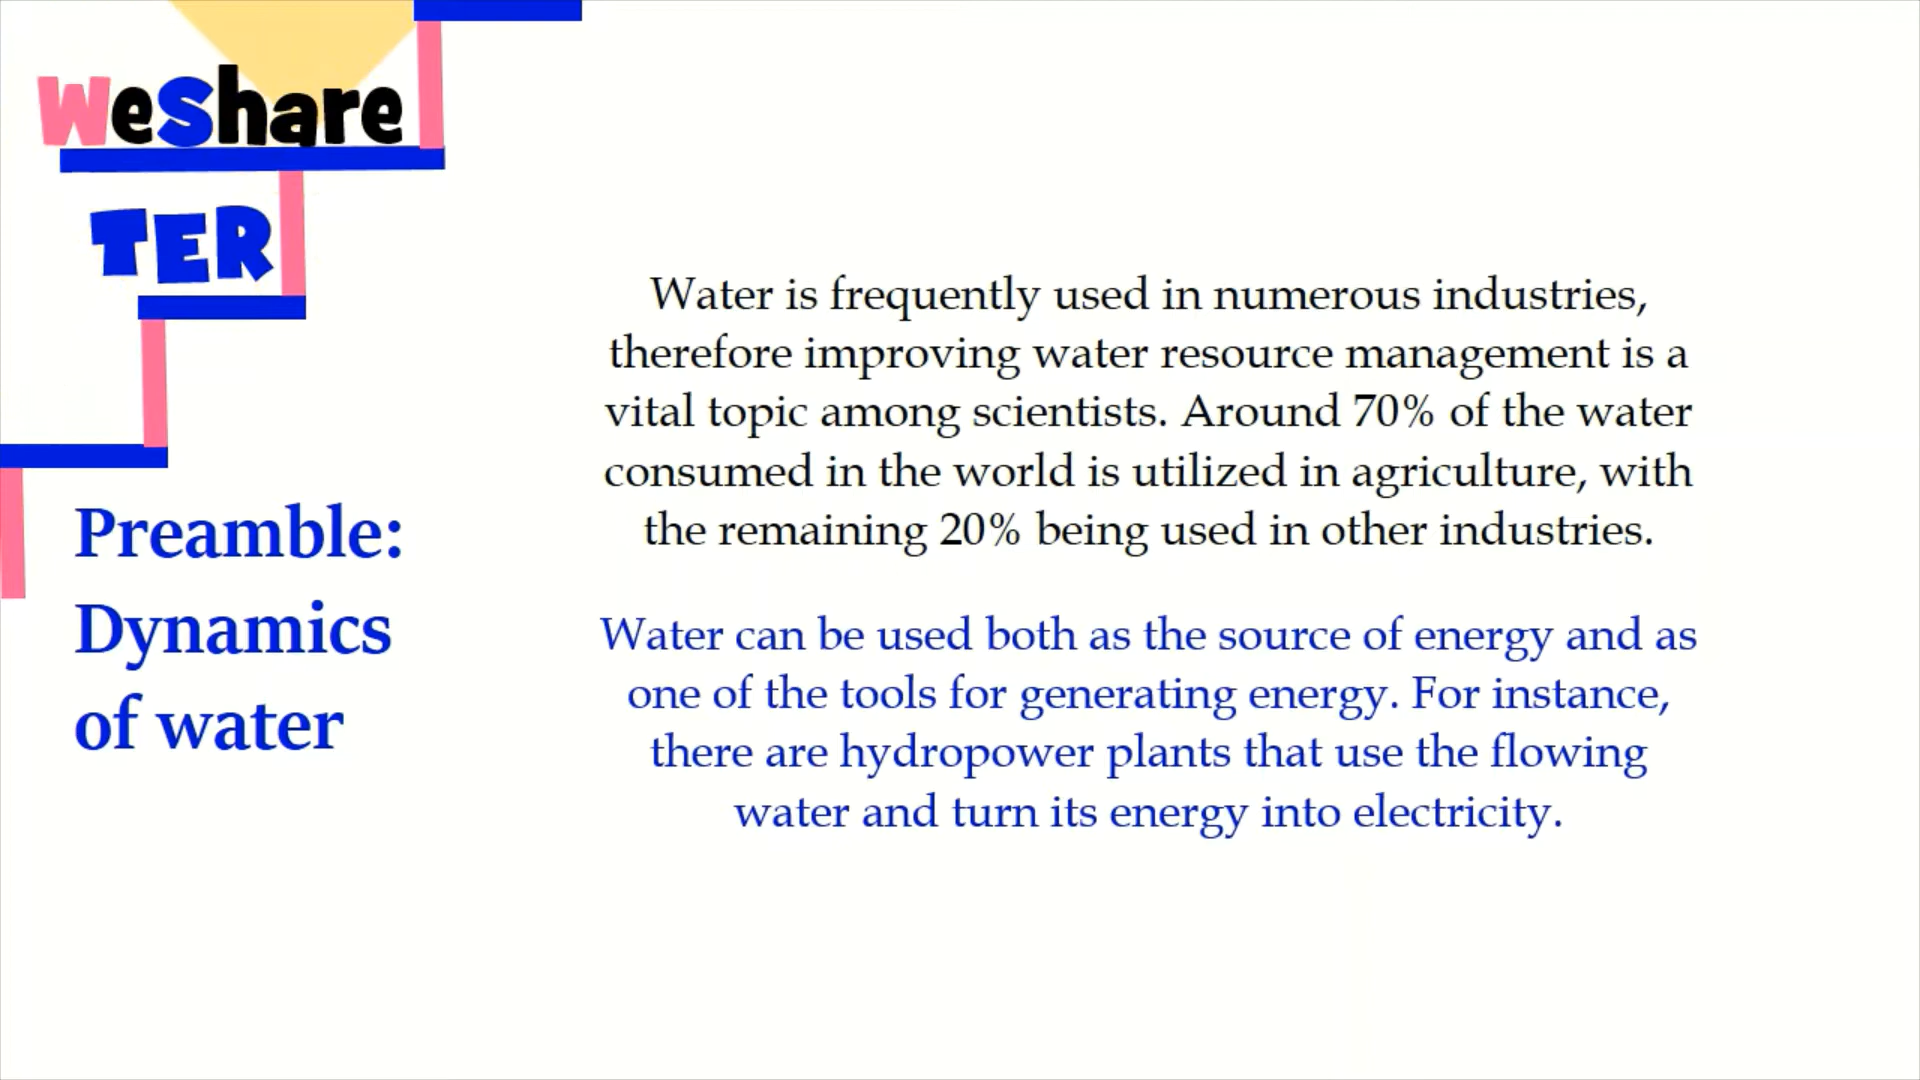 WeShare
TER
Preamble:
Dynamics
of water
Water is frequently used in numerous industries,
therefore improving water resource management is a
vital topic among scientists. Around 70% of the water
consumed in the world is utilized in agriculture, with
the remaining 20% being used in other industries.
Water can be used both as the source of energy and as
one of the tools for generating energy. For instance,
there are hydropower plants that use the flowing
water and turn its energy into electricity.